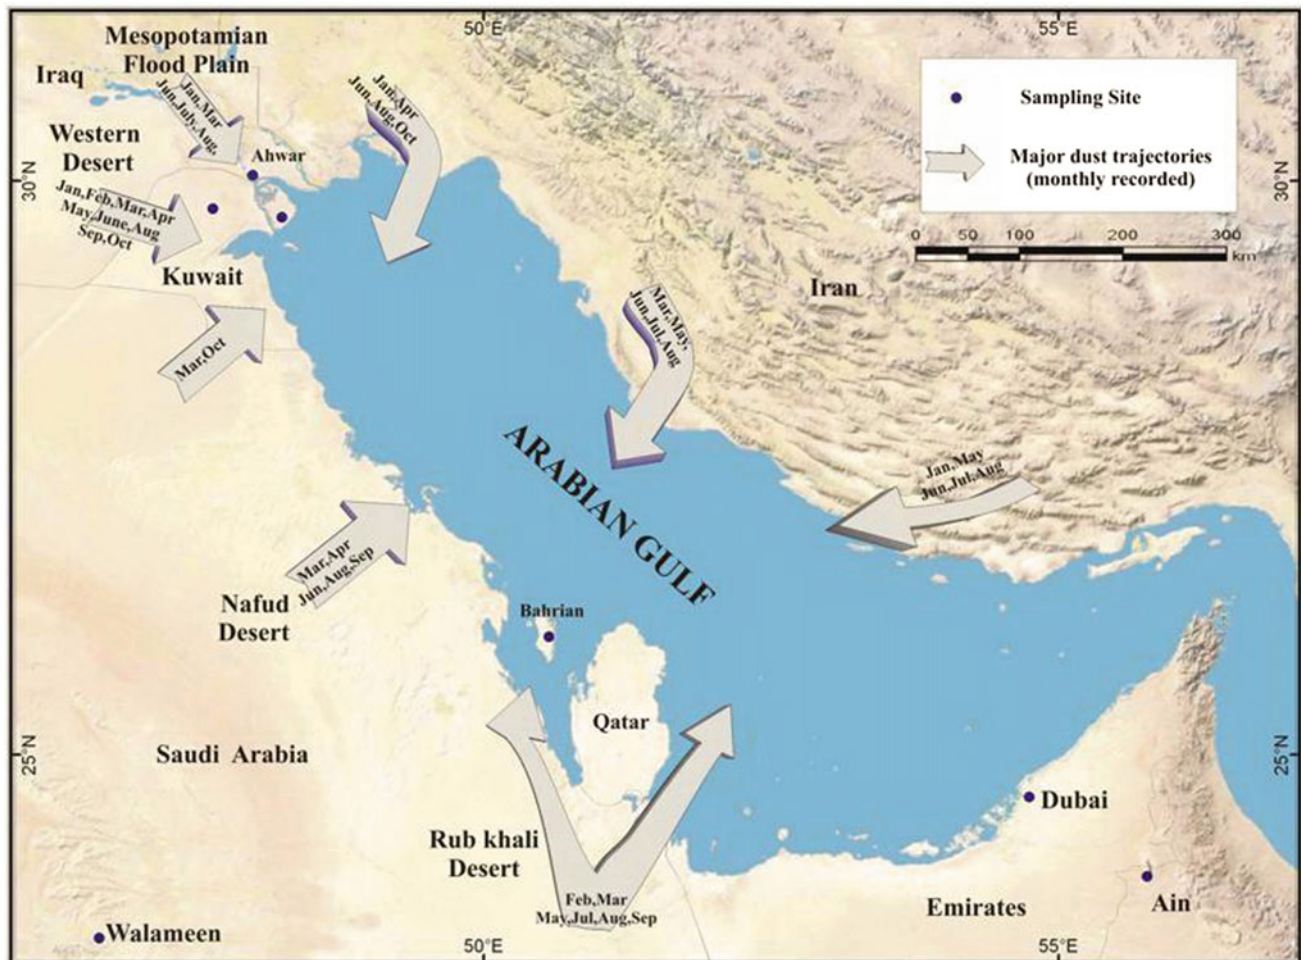 50°E
55°E
Mesopotamian
Flood Plain
Iraq
Jan,Mar
Jun,July,Aug,
Jan,Apr
Jun,Aug,Oct
Sampling Site
Major dust trajectories
(monthly recorded)
Western
Desert
Ahwar
30°N
30°N
Jan,Feb,Mar,Apr
May,June,Aug
Sep,Oct
0 50 100 200 300
km
Kuwait
Iran
Mar,May,
Jun,Jul,Aug
Mar,Oct
ARABIAN GULF
Jan,May
Jun,Jul,Aug
Mar,Apr
Jun,Aug,Sep
Nafud
Desert
Bahrian
Qatar
Saudi Arabia
25°N
25°N
Dubai
Rub khali
Desert
Feb,Mar
May,Jul,Aug,Sep
Emirates
Ain
Walameen
50°E
55°E